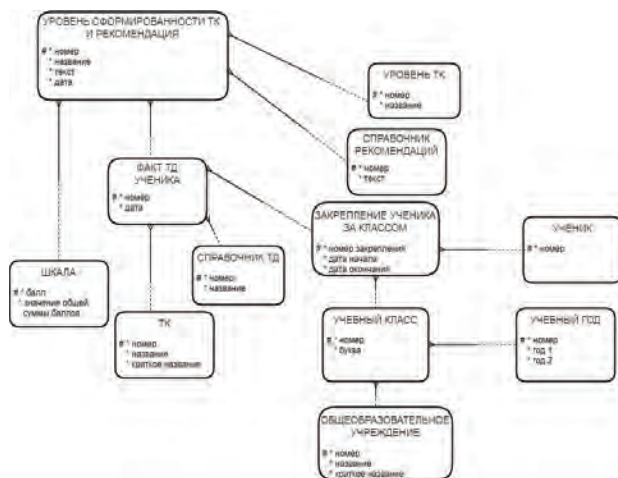 УРОВЕНЬ СФОРМИРОВАННОСТИ ТК
И РЕКОМЕНДАЦИЯ
# * номер
* название
* текст
* дата
УРОВЕНЬ ТК
# * номер
* название
СПРАВОЧНИК
РЕКОМЕНДАЦИЙ
# * номер
* текст
ФАКТ ТД
УЧЕНИКА
# * номер
* дата
ЗАКРЕПЛЕНИЕ УЧЕНИКА
ЗА КЛАССОМ
# * номер закрепления
* дата начала
* дата окончания
УЧЕНИК
# * номер
СПРАВОЧНИК ТД
# * номер
* название
ШКАЛА
# * балл
* значение общей
суммы баллов
ТК
# * номер
* название
* краткое название
УЧЕБНЫЙ КЛАСС
# * номер
* буква
УЧЕБНЫЙ ГОД
# * номер
* год 1
* год 2
ОБЩЕОБРАЗОВАТЕЛЬНОЕ
УЧРЕЖДЕНИЕ
# * номер
* название
* краткое название